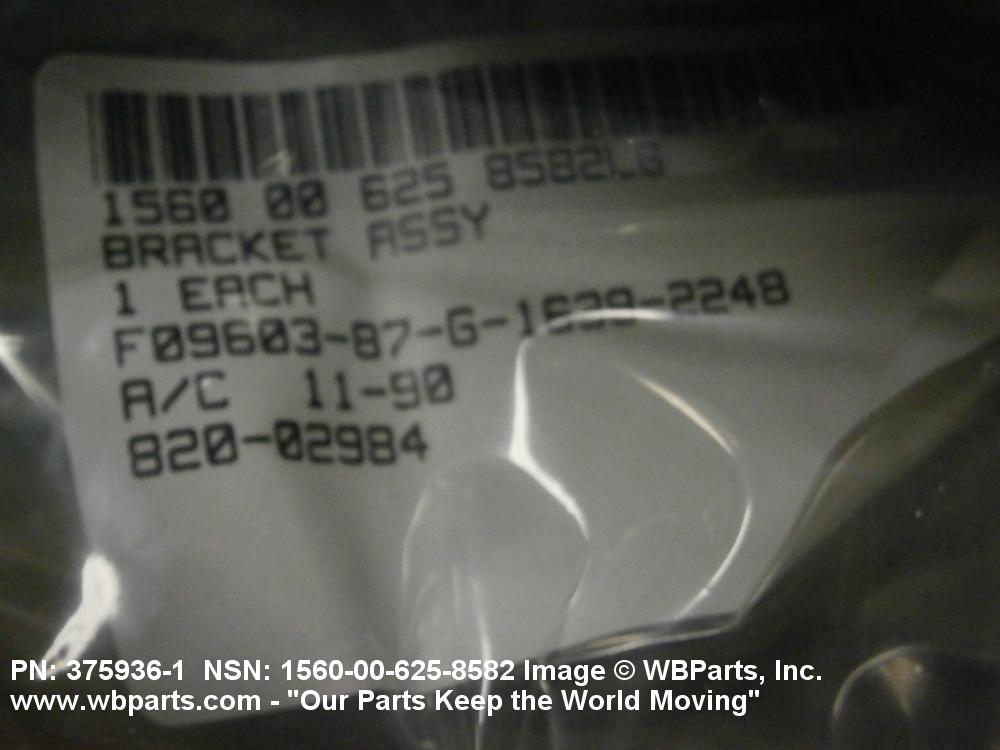 1560 00 625 8582LG
BRACKET ASSY
1 EACH
F09603-87-G-1639-2248
A/C 11-90
820-02984
PN: 375936-1 NSN: 1560-00-625-8582 Image © WBParts, Inc.
www.wbparts.com - "Our Parts Keep the World Moving"